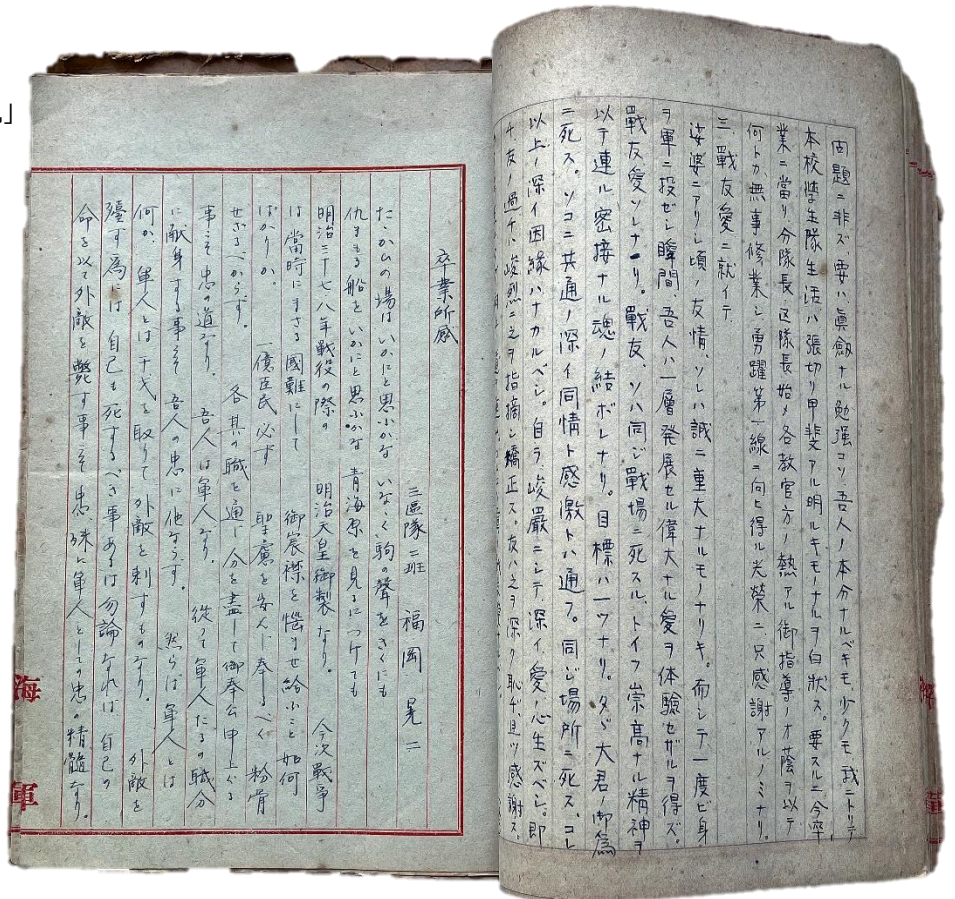 因題ニ非ズ、要ハ眞劔ナル勉强コソ吾人ノ本分ナルベキモ少クモ我ニトリテ
本校學生隊生活ハ張切リ甲斐アル明ルキモノナルヲ白狀ス。要スルニ今卒
業ニ當リ分隊長、区隊長始メ各教官方ノ熱アル御指導ノオ蔭ヲ以テ
何トカ無事修業シ勇躍第一線ニ向ヒ得ル光榮ニ只感謝アルノミナリ。
三、戰友愛ニ就イテ
娑婆ニアリシ頃ノ友情、ソレハ誠ニ重大ナルモノナリキ。而シテ一度ビ身
ヲ軍ニ投ゼシ瞬間、吾人ハ一層発展セル偉大ナル愛ヲ体驗セザルヲ得ズ。
戰友愛ソレナリ。戰友、ソハ同ジ戰場ニ死スル、トイフ崇高ナル精神ヲ
以テ連ル密接ナル魂ノ結ボレナリ。目標ハ一ツナリ。タヾ大君ノ御為
ニ死ス。ソコニ共通ノ深イ同情ト感激トハ通フ。同ジ場所ニ死ス、コレ
以上ノ深イ因緣ハナカルベシ。自ラ、峻嚴ニシテ、深イ、愛ノ心生ズベシ。即
チ友ノ過チハ峻烈ニ之ヲ指摘シ矯正ス。友ハ之ヲ深ク恥ヂ、且ツ感謝ス。
卒業所感
三區隊二班 福岡 晃二
たゝかひの場はいかにと思ふかな いなゝく駒の聲をきくにも
仇まもる船をいかにと思ふかな 青海原を見るにつけても
明治三十七八年戰役の際の 明治天皇御製なり。 今次戰爭
は當時にまさる國難にして 御宸襟を惱ませ給ふこと如何
ばかりか。 一億臣民必ず 聖慮を安んじ奉るべく 粉骨
せざるべからず。 各其の職を通し 分を盡して御奉公申上ぐる
事こそ忠の道なり。 吾人は軍人なり。 從つて軍人たるの職分
に献身する事こそ 吾人の忠に他ならず。 然らば 軍人とは
何か 軍人とは 干戈を取りて 外敵を刺すものなり。 外敵を
殪す為には 自己も死するべき事あるは勿論なれば 自己の
命を以て外敵を斃す事こそ 忠 殊に軍人としての忠の精髓なり。
海
軍